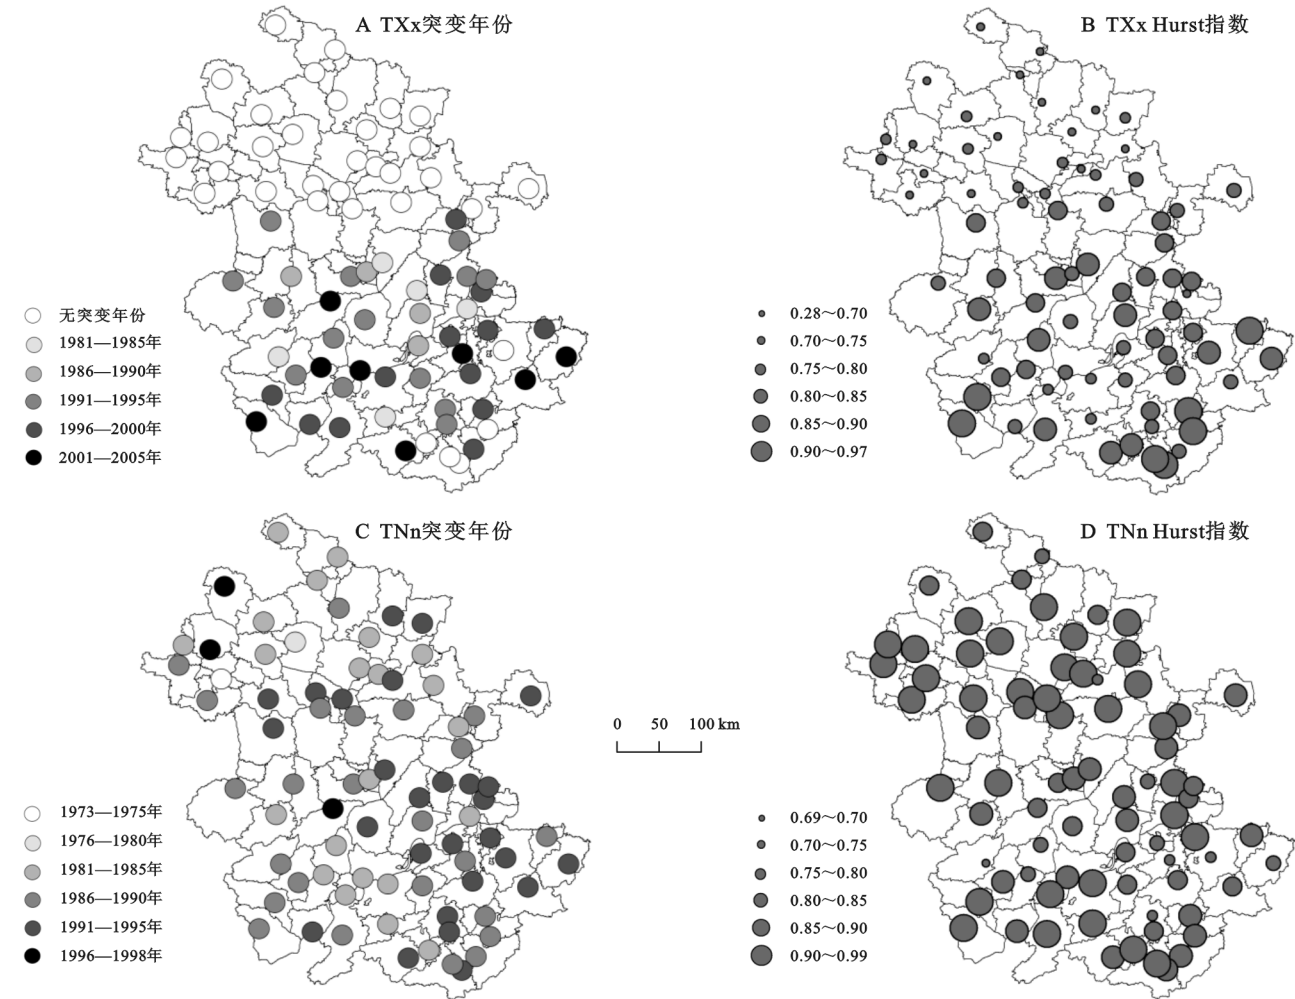 A TXx突变年份
B TXx Hurst指数
无突变年份
1981—1985年
1986—1990年
1991—1995年
1996—2000年
2001—2005年
0.28～0.70
0.70～0.75
0.75～0.80
0.80～0.85
0.85～0.90
0.90～0.97
C TNn突变年份
D TNn Hurst指数
0 50 100 km
1973—1975年
1976—1980年
1981—1985年
1986—1990年
1991—1995年
1996—1998年
0.69～0.70
0.70～0.75
0.75～0.80
0.80～0.85
0.85～0.90
0.90～0.99